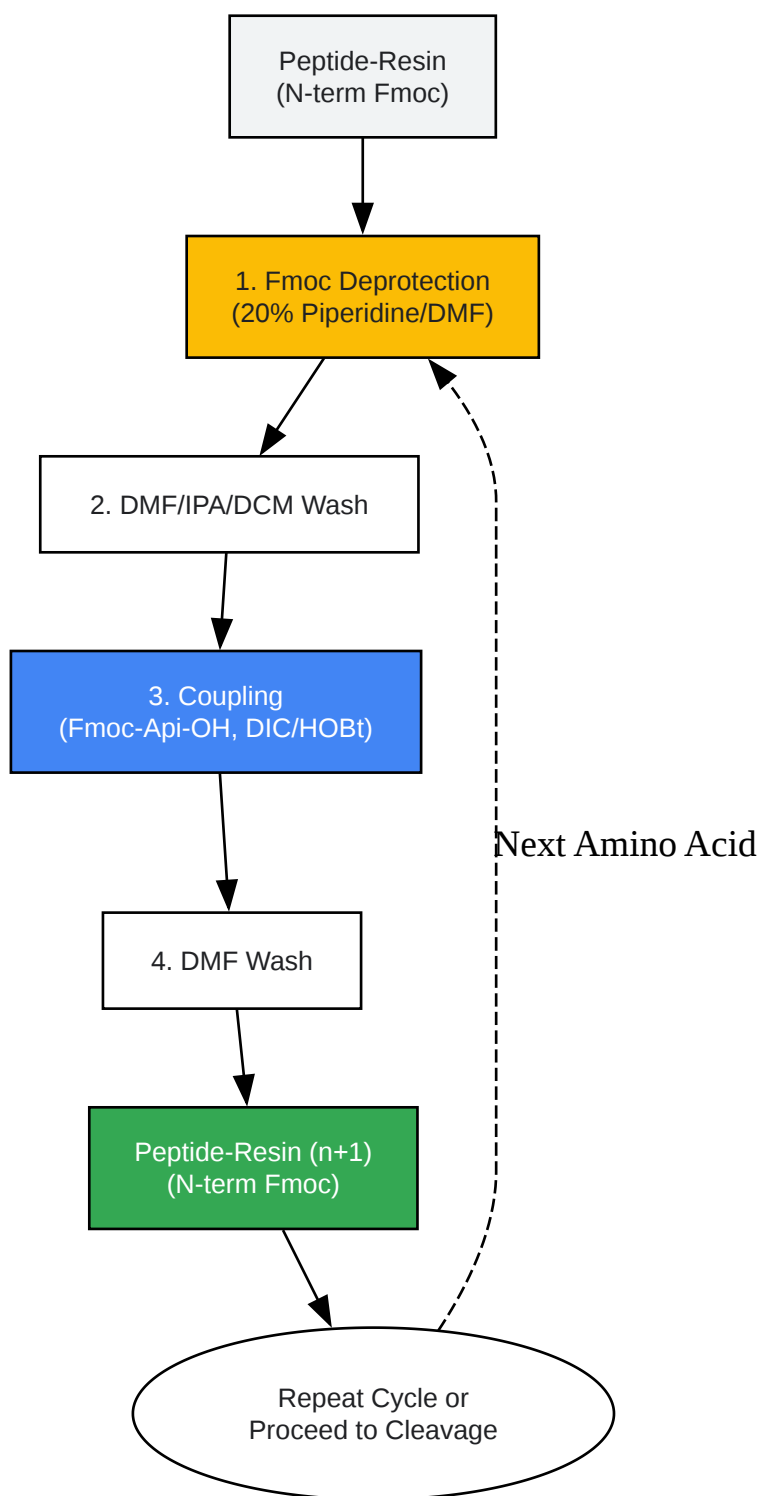 Peptide-Resin
(N-term Fmoc)
1. Fmoc Deprotection
(20% Piperidine/DMF)
2. DMF/IPA/DCM Wash
3. Coupling
(Fmoc-Api-OH, DIC/HOBt)
Next Amino Acid
4. DMF Wash
Peptide-Resin (n+1)
(N-term Fmoc)
Repeat Cycle or
Proceed to Cleavage